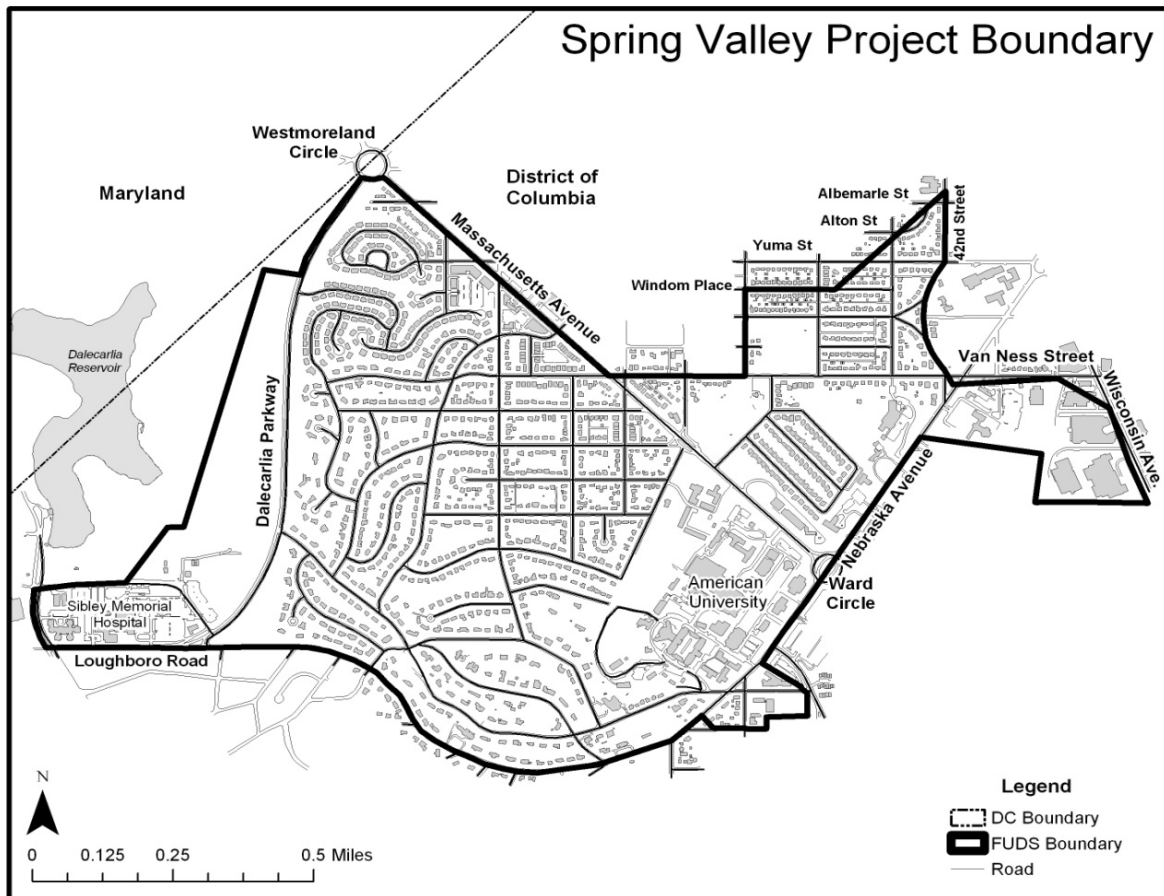 Spring Valley Project Boundary
Westmoreland
Circle
Maryland
District of
Columbia
Albemarle St
Alton St
42nd Street
Yuma St
Massachusetts Avenue
Windom Place
Van Ness Street
Wisconsin Ave.
Dalecarlia
Reservoir
Dalecarlia Parkway
Nebraska Avenue
American
University
Ward
Circle
Sibley Memorial
Hospital
Loughboro Road
N
0 0.125 0.25 0.5 Miles
Legend
DC Boundary
FUDS Boundary
Road